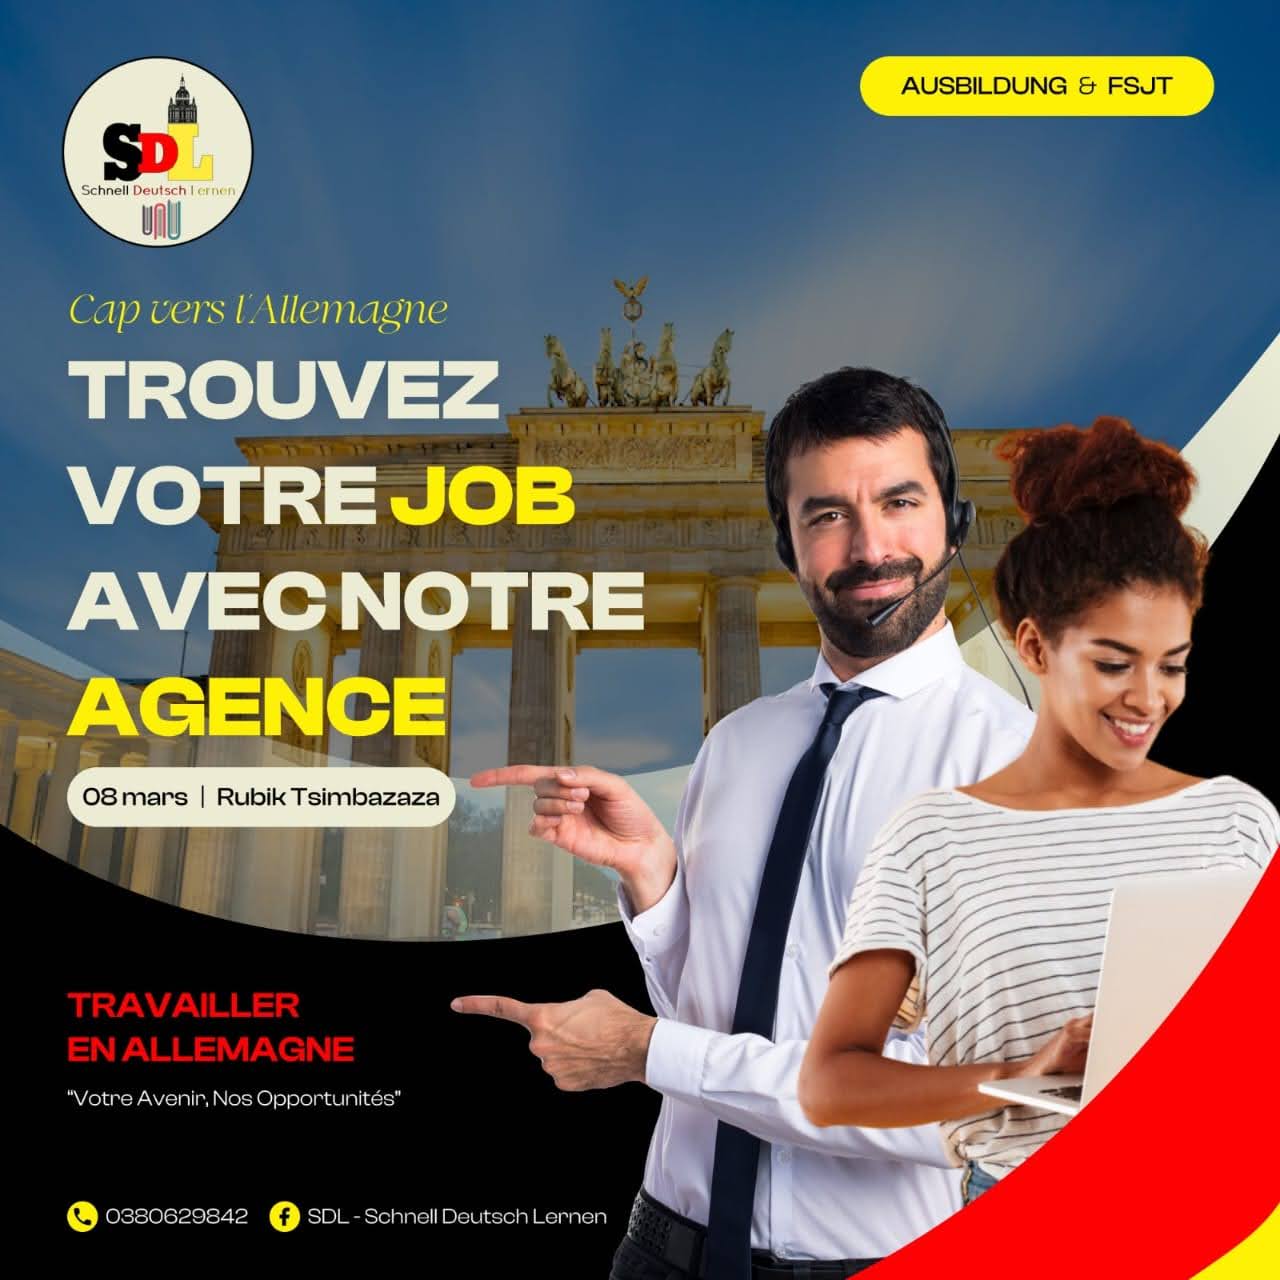 SDL
Schnell Deutsch Lernen
AUSBILDUNG & FSJT
Cap vers l'Allemagne
TROUVEZ
VOTRE JOB
AVEC NOTRE
AGENCE
08 mars | Rubik Tsimbazaza
TRAVAILLER
EN ALLEMAGNE
“Votre Avenir, Nos Opportunités”
0380629842 SDL - Schnell Deutsch Lernen